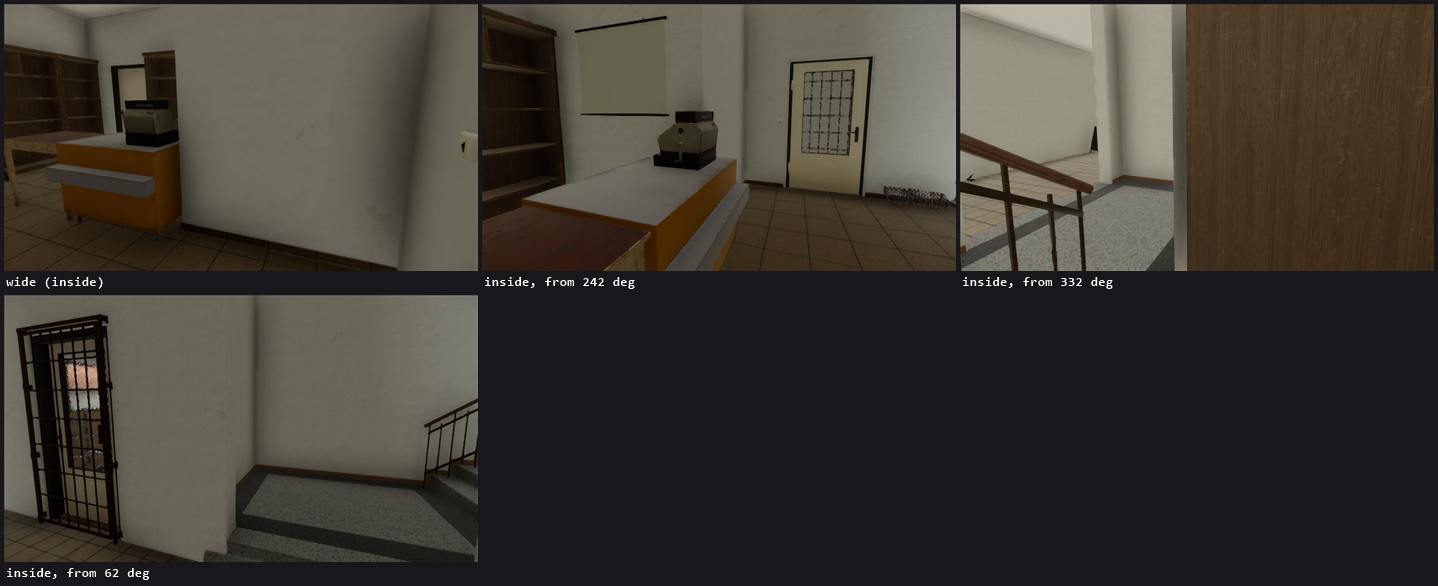 wide (inside)
inside, from 242 deg
inside, from 332 deg
inside, from 62 deg